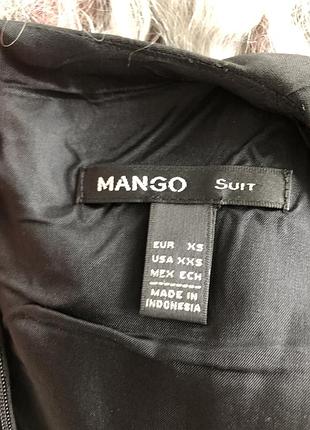 MANGO SUIT
EUR XS
USA XXS
MEX ECH
MADE IN
INDONESIA